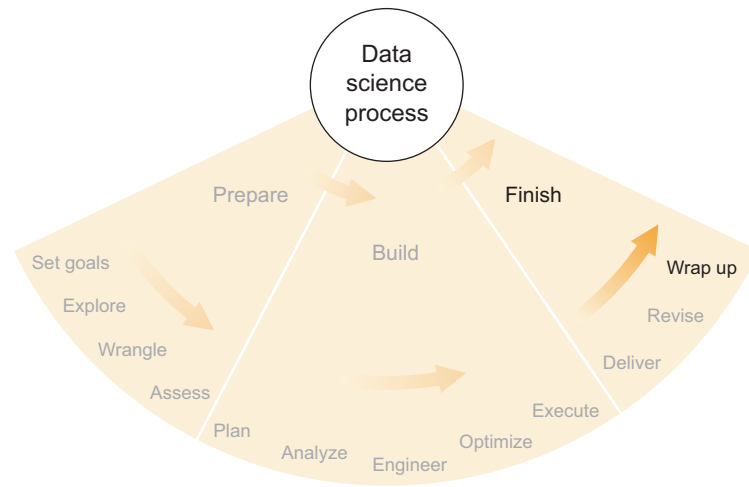 Data
science
process
Prepare
Finish
Build
Set goals
Explore
Wrangle
Assess
Plan
Analyze
Engineer
Optimize
Execute
Deliver
Revise
Wrap up